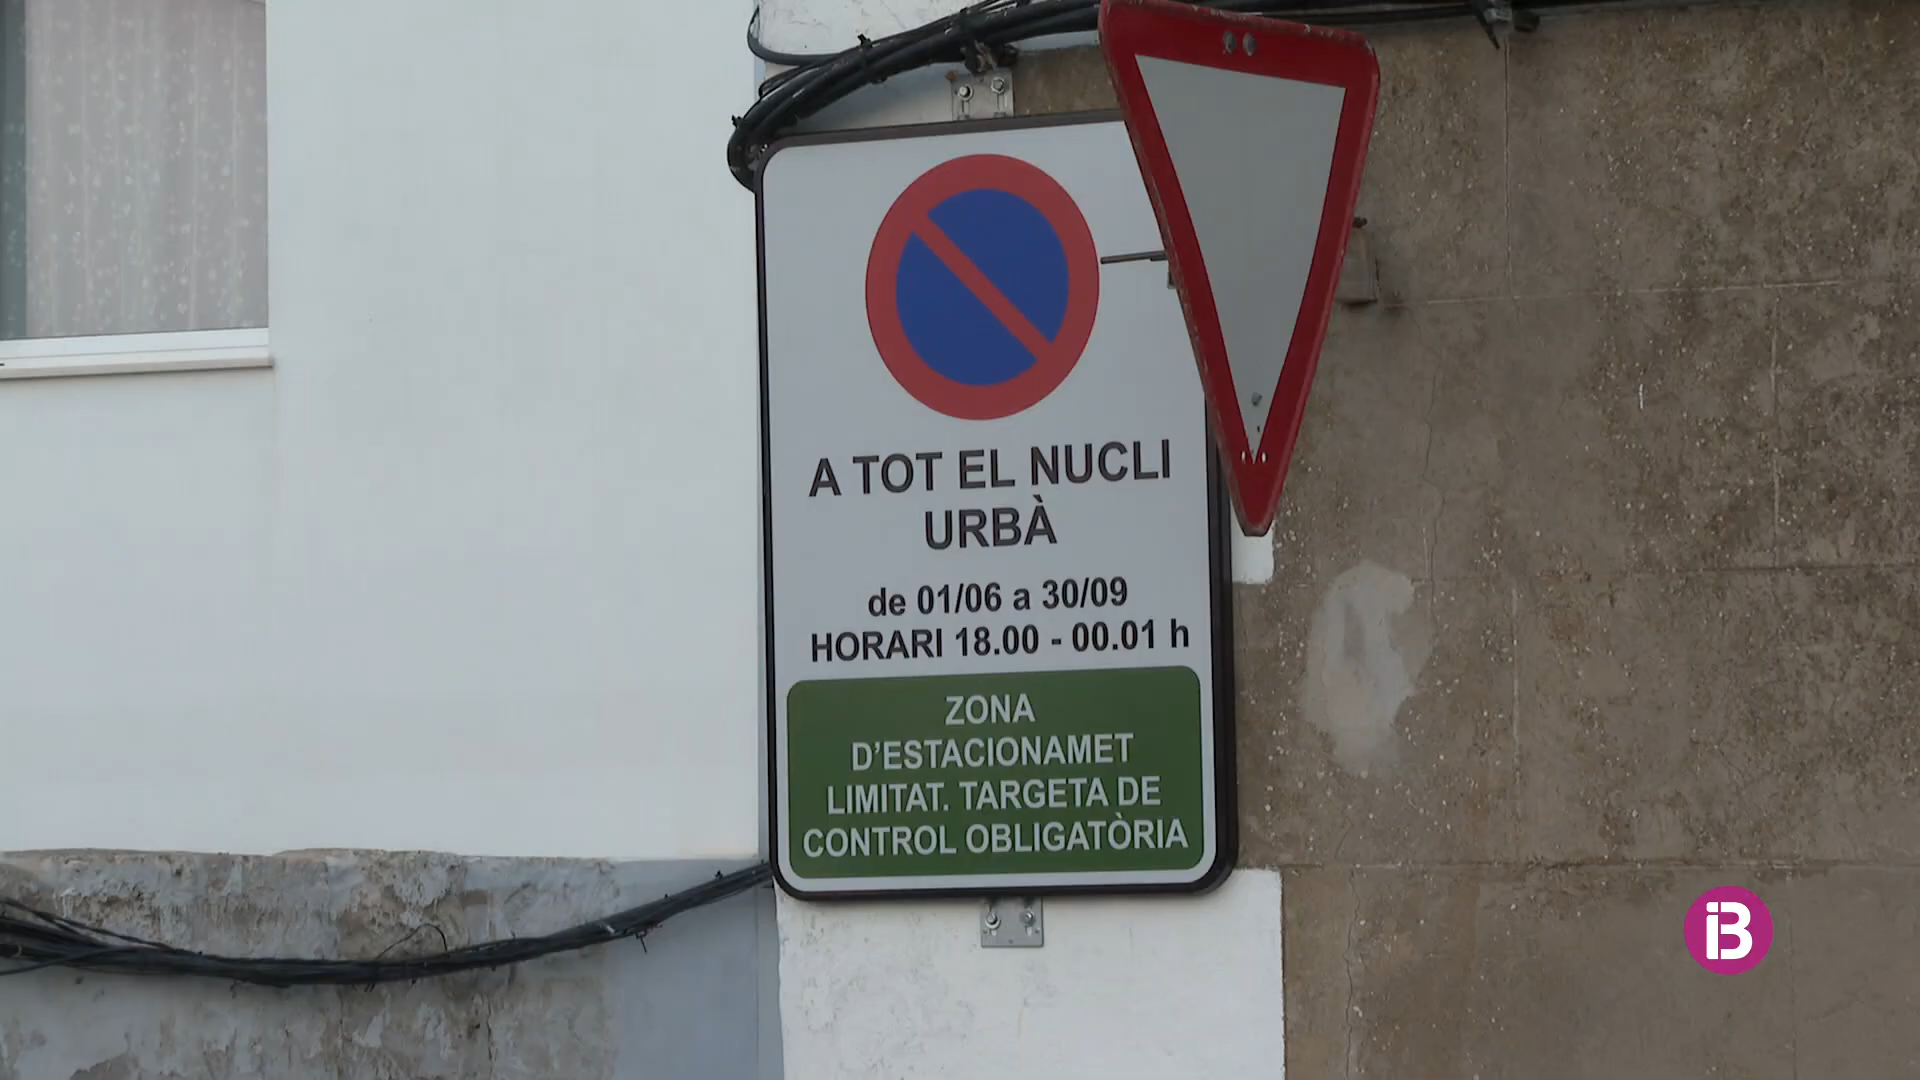 A TOT EL NUCLI
URBÀ
de 01/06 a 30/09
HORARI 18.00 - 00.01 h
ZONA
D'ESTACIONAMET
LIMITAT. TARGETA DE
CONTROL OBLIGATÒRIA
IB